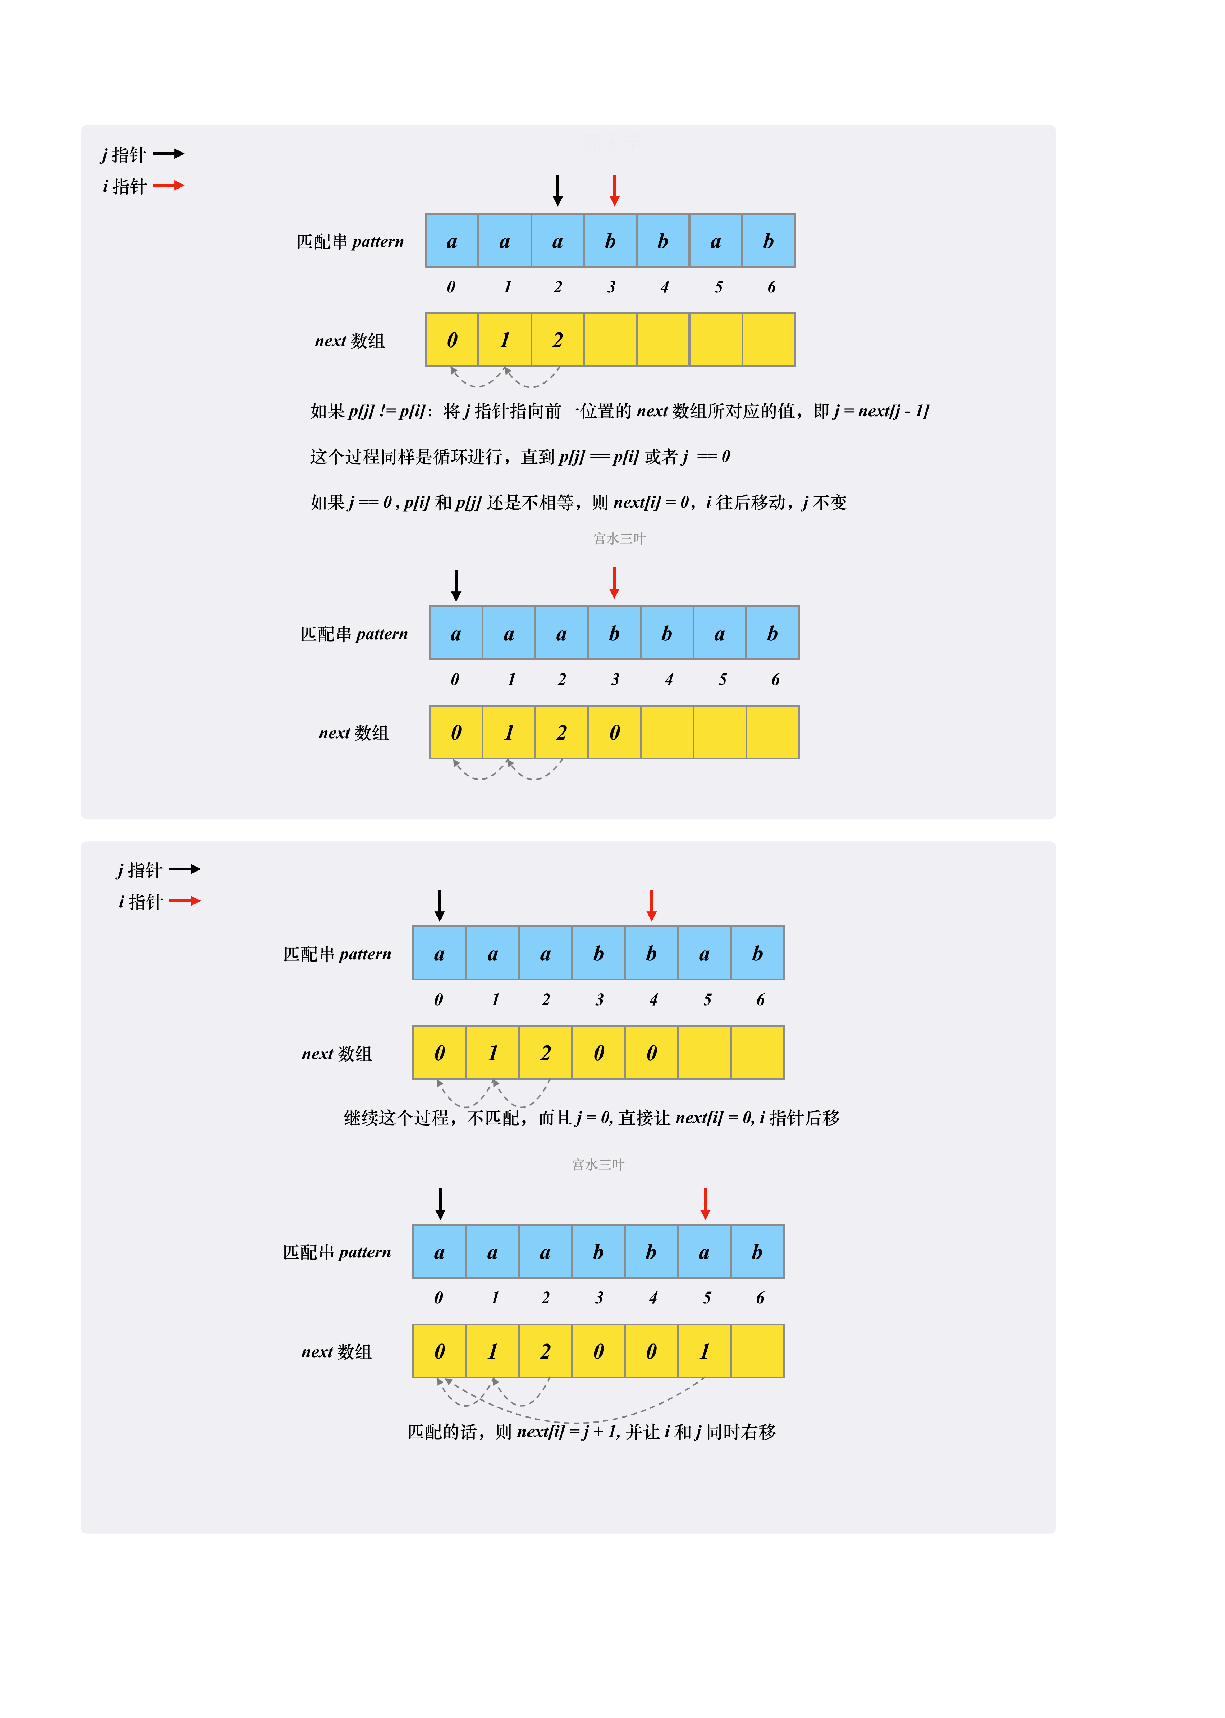 j 指针
i 指针
匹配串 pattern a a a b b a b
0 1 2 3 4 5 6
next 数组 0 1 2
如果 p[j] != p[i]：将 j 指针指向前一位置的 next 数组所对应的值，即 j = next[j - 1]
这个过程同样是循环进行，直到 p[j] == p[i] 或者 j == 0
如果 j == 0 , p[i] 和 p[j] 还是不相等，则 next[i] = 0，i 往后移动，j 不变
宫水三叶
匹配串 pattern a a a b b a b
0 1 2 3 4 5 6
next 数组 0 1 2 0
j 指针
i 指针
匹配串 pattern a a a b b a b
0 1 2 3 4 5 6
next 数组 0 1 2 0 0
继续这个过程，不匹配，而且 j = 0, 直接让 next[i] = 0, i 指针后移
宫水三叶
匹配串 pattern a a a b b a b
0 1 2 3 4 5 6
next 数组 0 1 2 0 0 1
匹配的话，则 next[i] = j + 1, 并让 i 和 j 同时右移